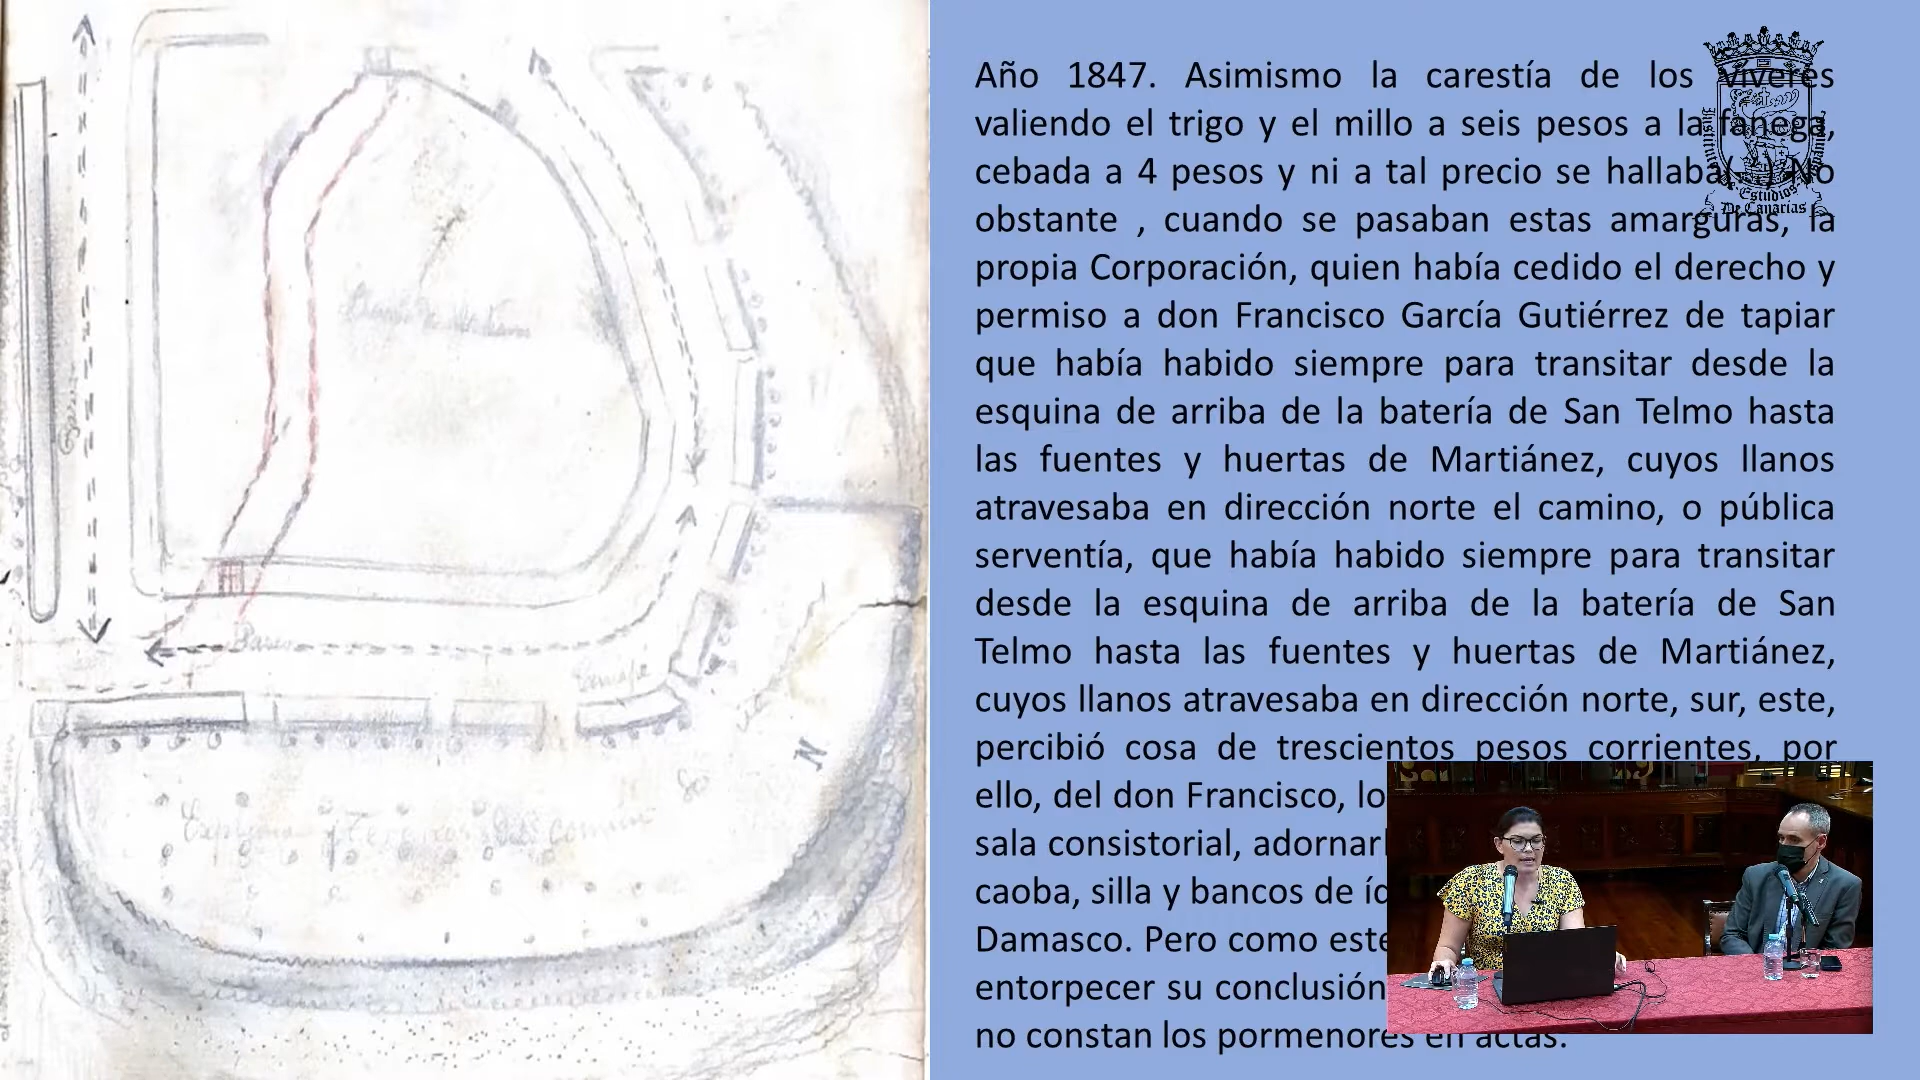 Año 1847. Asimismo la carestía de los víveres
valiendo el trigo y el millo a seis pesos a la fanega,
cebada a 4 pesos y ni a tal precio se hallaba(...) No
obstante , cuando se pasaban estas amarguras, la
propia Corporación, quien había cedido el derecho y
permiso a don Francisco García Gutiérrez de tapiar
que había habido siempre para transitar desde la
esquina de arriba de la batería de San Telmo hasta
las fuentes y huertas de Martiánez, cuyos llanos
atravesaba en dirección norte el camino, o pública
serventía, que había habido siempre para transitar
desde la esquina de arriba de la batería de San
Telmo hasta las fuentes y huertas de Martiánez,
cuyos llanos atravesaba en dirección norte, sur, este,
percibió cosa de trescientos pesos corrientes, por
ello, del don Francisco, lo
sala consistorial, adornarl
caoba, silla y bancos de íd
Damasco. Pero como este
entorpecer su conclusión
no constan los pormenores en actas.
Estudios
De Canarias
Paseo
N